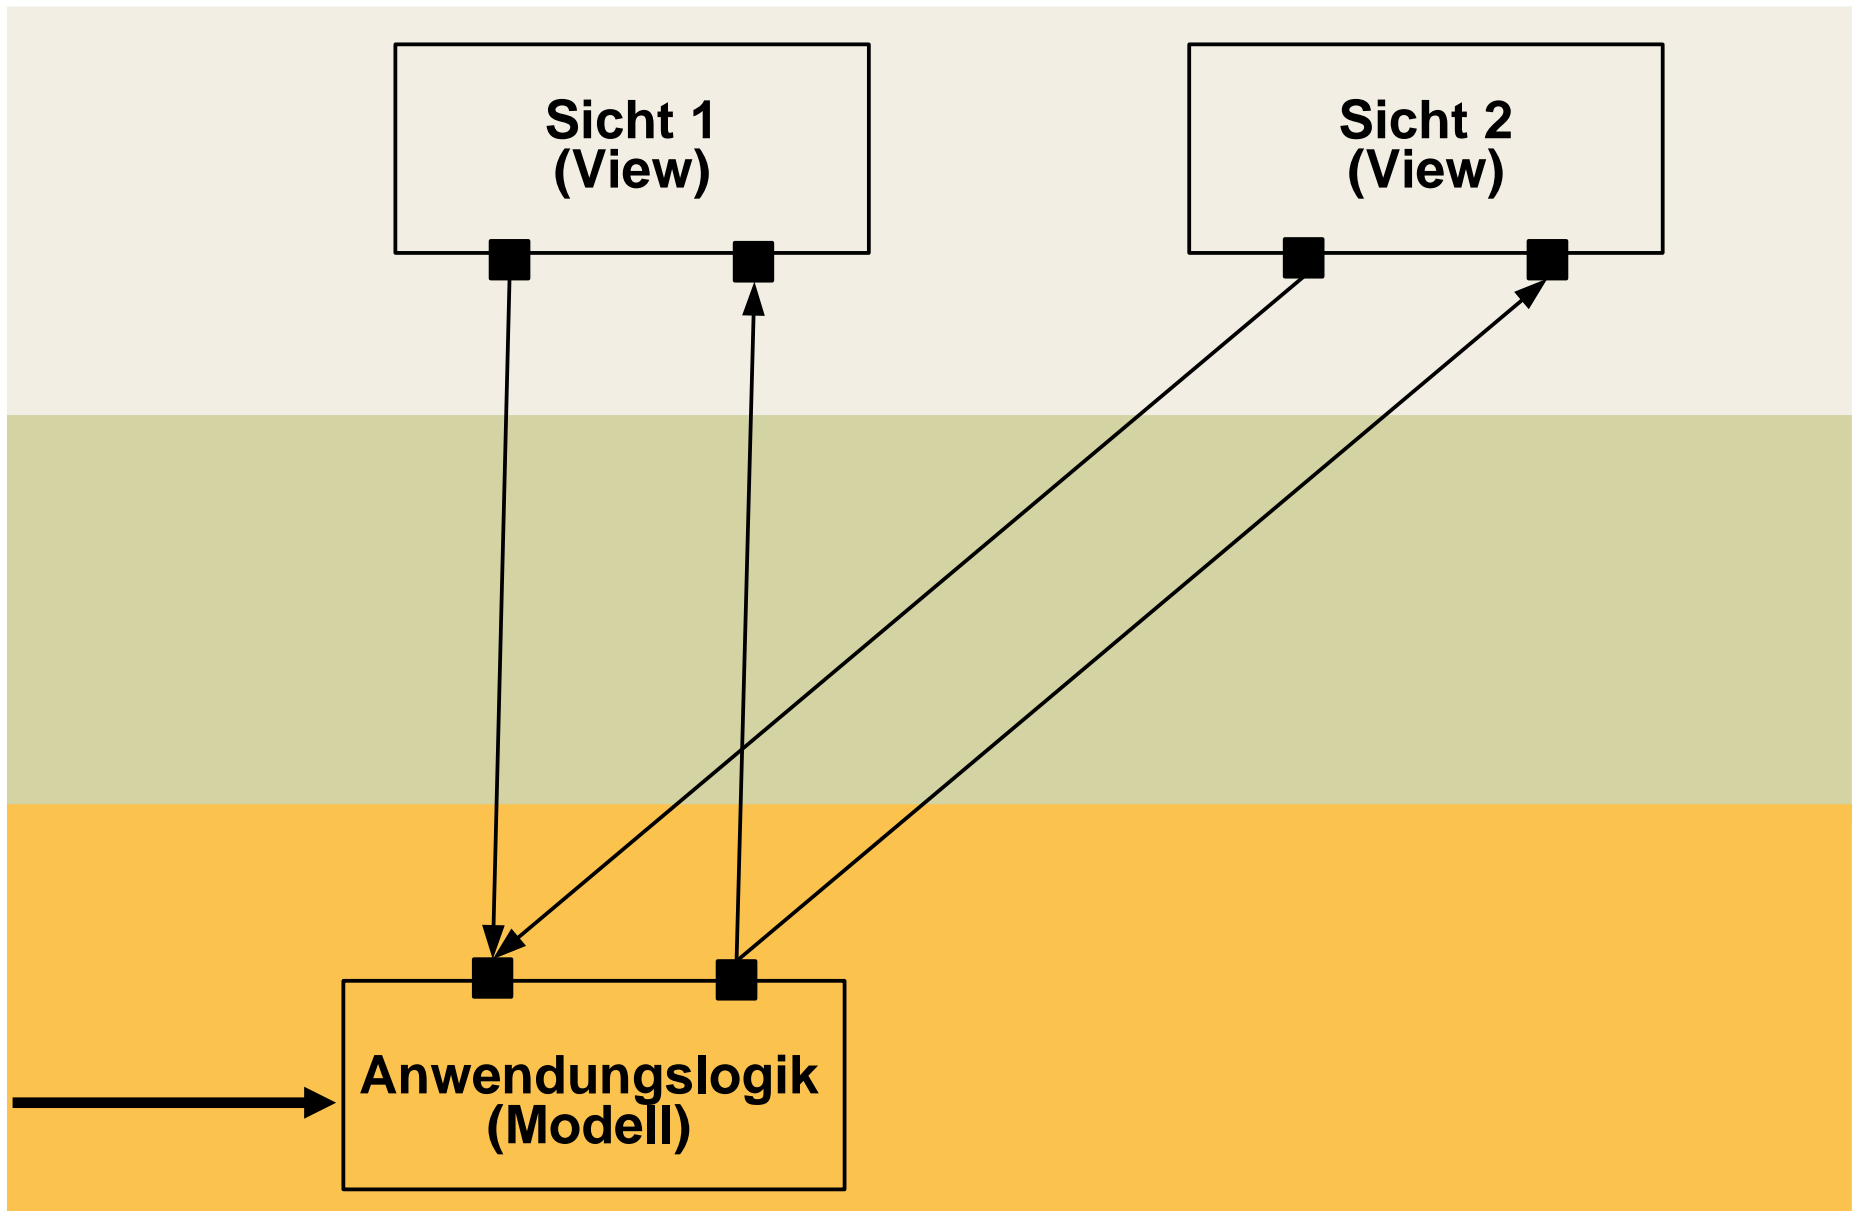 Sicht 1
(View)
Sicht 2
(View)
Anwendungslogik
(Modell)